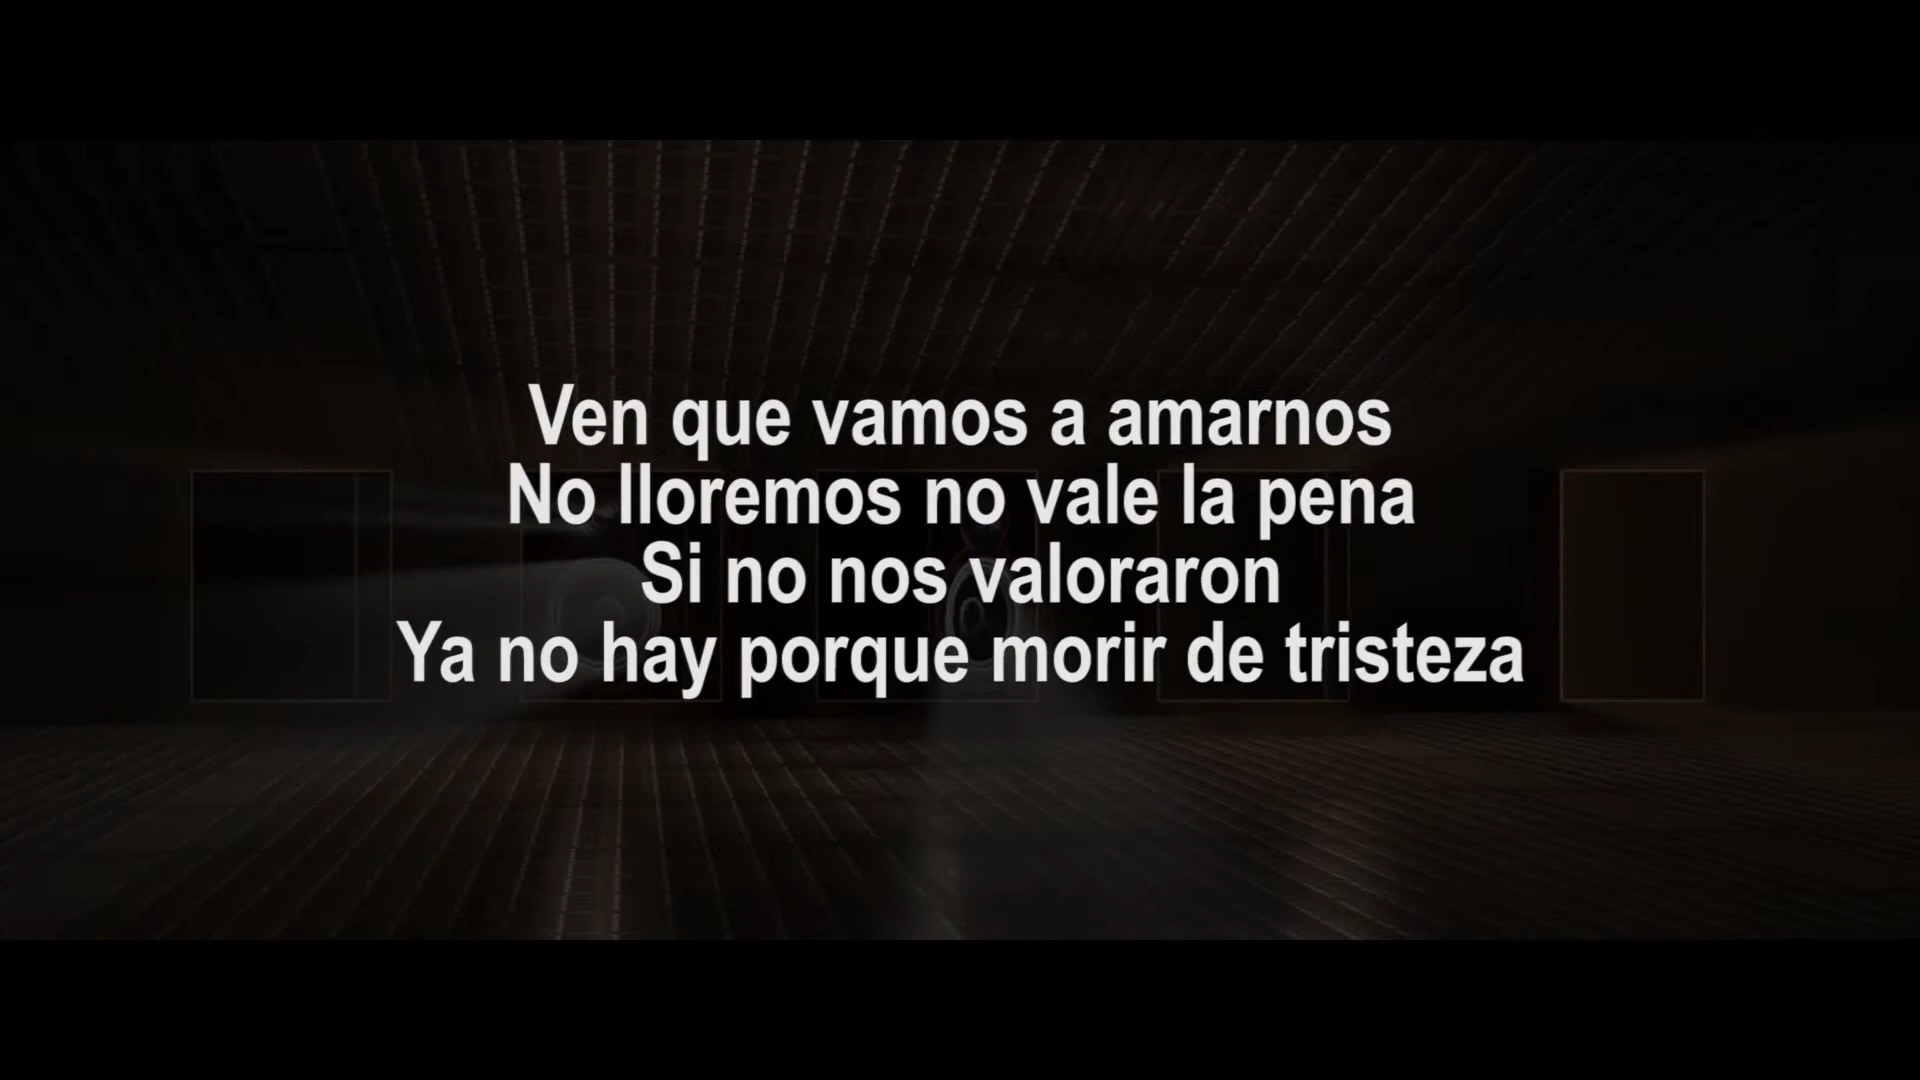 Ven que vamos a amarnos
No lloremos no vale la pena
Si no nos valoraron
Ya no hay porque morir de tristeza